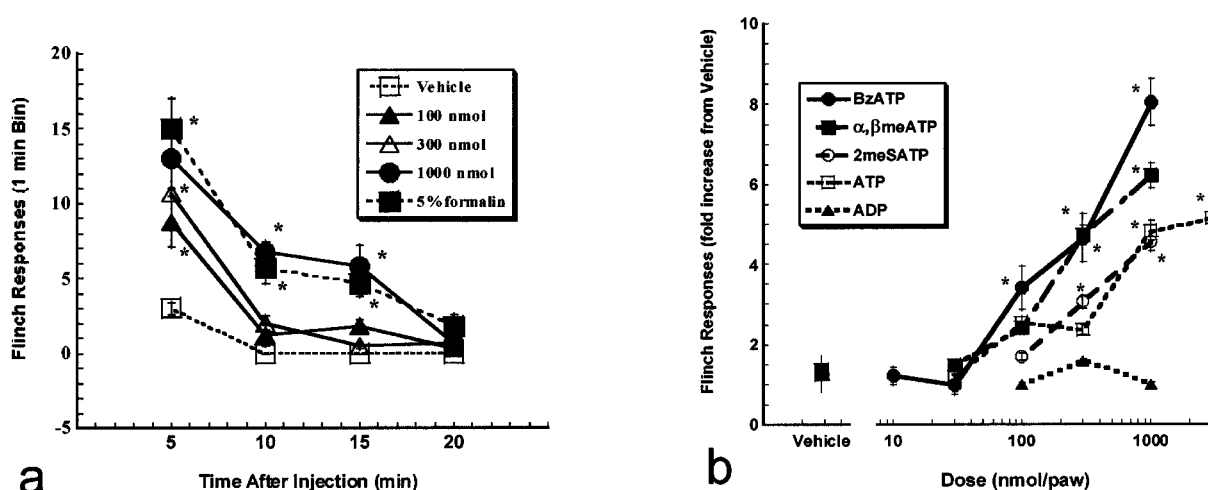 20
15
10
5
0
-5
Flinch Responses (1 min Bin)
Vehicle
100 nmol
300 nmol
1000 nmol
5%formalin
*
*
*
*
*
*
*
5
10
15
20
Time After Injection (min)
a
10
8
6
4
2
0
Flinch Responses (fold increase from Vehicle)
BzATP
α,βmeATP
2meSATP
ATP
ADP
*
*
*
*
*
*
*
*
*
Vehicle
10
100
1000
Dose (nmol/paw)
b